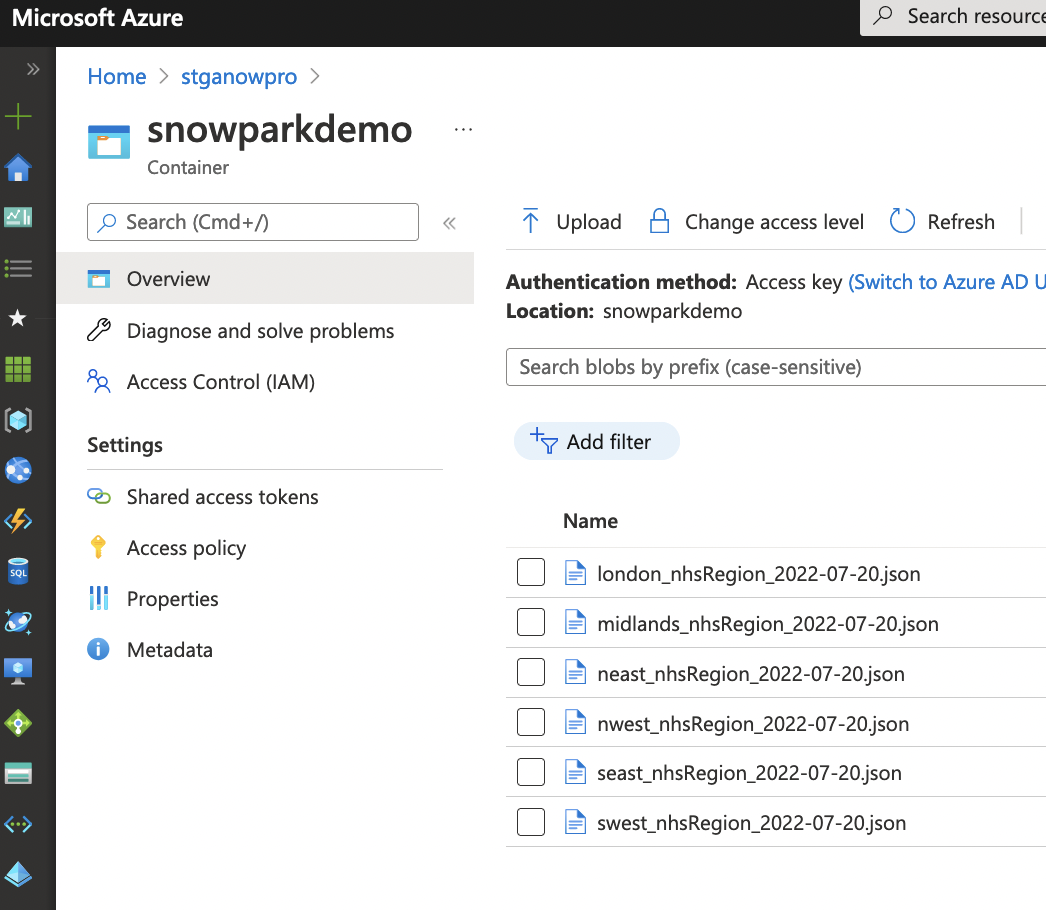 Microsoft Azure
Search resource
Home > stganowpro >
snowparkdemo ...
Container
Search (Cmd+/)
«
Overview
Diagnose and solve problems
Access Control (IAM)
Settings
Shared access tokens
Access policy
Properties
Metadata
Upload Change access level Refresh
Authentication method: Access key (Switch to Azure AD U
Location: snowparkdemo
Search blobs by prefix (case-sensitive)
Add filter
Name
london_nhsRegion_2022-07-20.json
midlands_nhsRegion_2022-07-20.json
neast_nhsRegion_2022-07-20.json
nwest_nhsRegion_2022-07-20.json
seast_nhsRegion_2022-07-20.json
swest_nhsRegion_2022-07-20.json
SQL